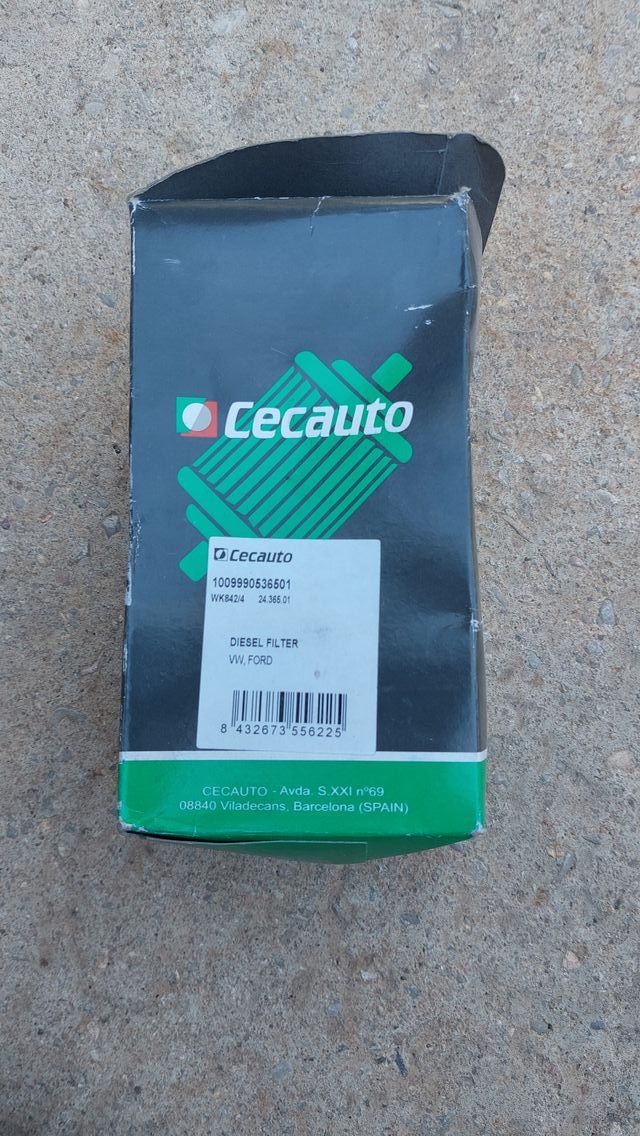 Cecauto
Cecauto
1009990536501
WK842/4 24.365.01
DIESEL FILTER
VW, FORD
8 432673 556225
CECAUTO - Avda. S.XXI nº69
08840 Viladecans, Barcelona (SPAIN)